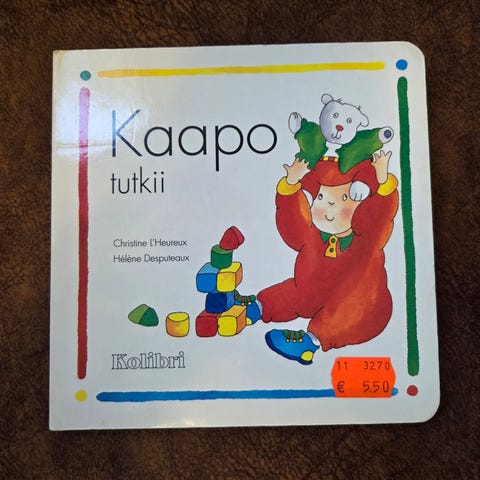 Kaapo
tutkii
Christine L'Heureux
Hélène Desputeaux
Kolibri
11 32.70
€ 5.50